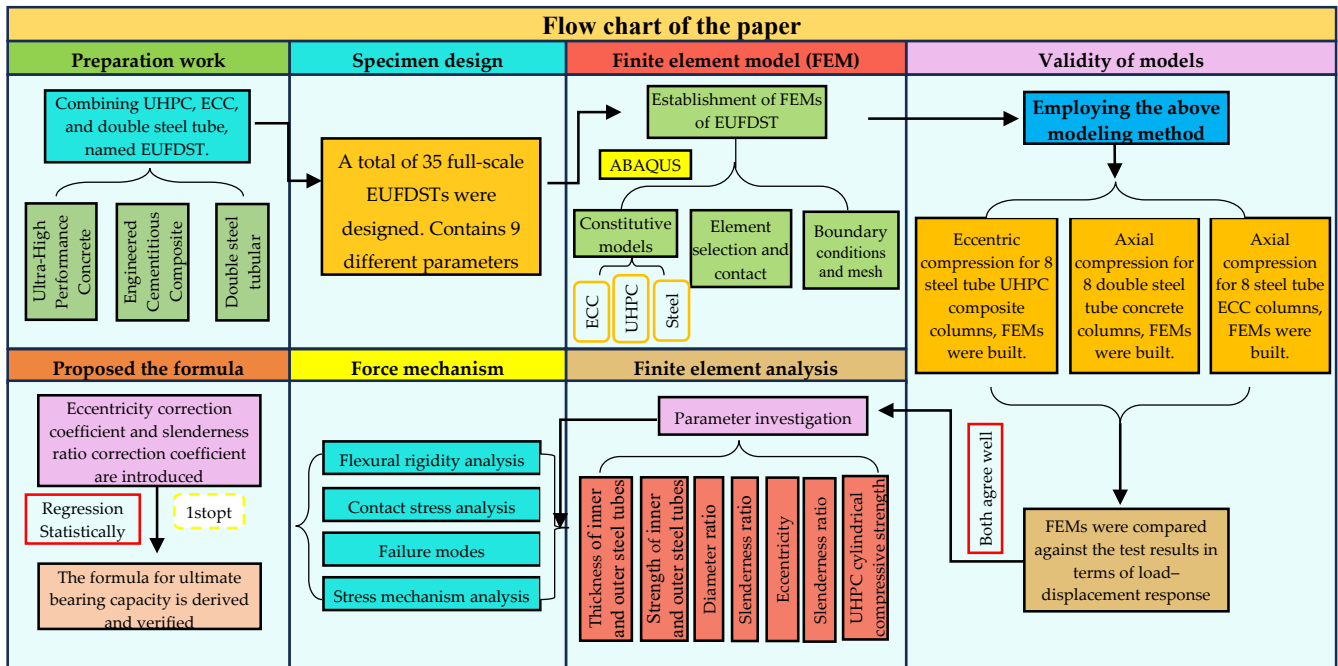 Flow chart of the paper
Preparation work
Specimen design
Finite element model (FEM)
Validity of models
Combining UHPC, ECC,
and double steel tube,
named EUFDST.
Ultra-High
Performance
Concrete
Engineered
Cementitious
Composite
Double steel
tubular
A total of 35 full-scale
EUFDSTs were
designed. Contains 9
different parameters
Establishment of FEMs
of EUFDST
ABAQUS
Constitutive
models
Element
selection and
contact
Boundary
conditions
and mesh
ECC
UHPC
Steel
Employing the above
modeling method
Eccentric
compression for 8
steel tube UHPC
composite
columns, FEMs
were built.
Axial
compression for
8 double steel
tube concrete
columns, FEMs
were built.
Axial
compression
for 8 steel tube
ECC columns,
FEMs were
built.
Both agree well
FEMs were compared
against the test results in
terms of load–
displacement response
Proposed the formula
Force mechanism
Finite element analysis
Eccentricity correction
coefficient and slenderness
ratio correction coefficient
are introduced
Regression
Statistically
1stopt
The formula for ultimate
bearing capacity is derived
and verified
Flexural rigidity analysis
Contact stress analysis
Failure modes
Stress mechanism analysis
Parameter investigation
Thickness of inner
and outer steel tubes
Strength of inner
and outer steel tubes
Diameter ratio
Slenderness ratio
Eccentricity
Slenderness ratio
UHPC cylindrical
compressive strength